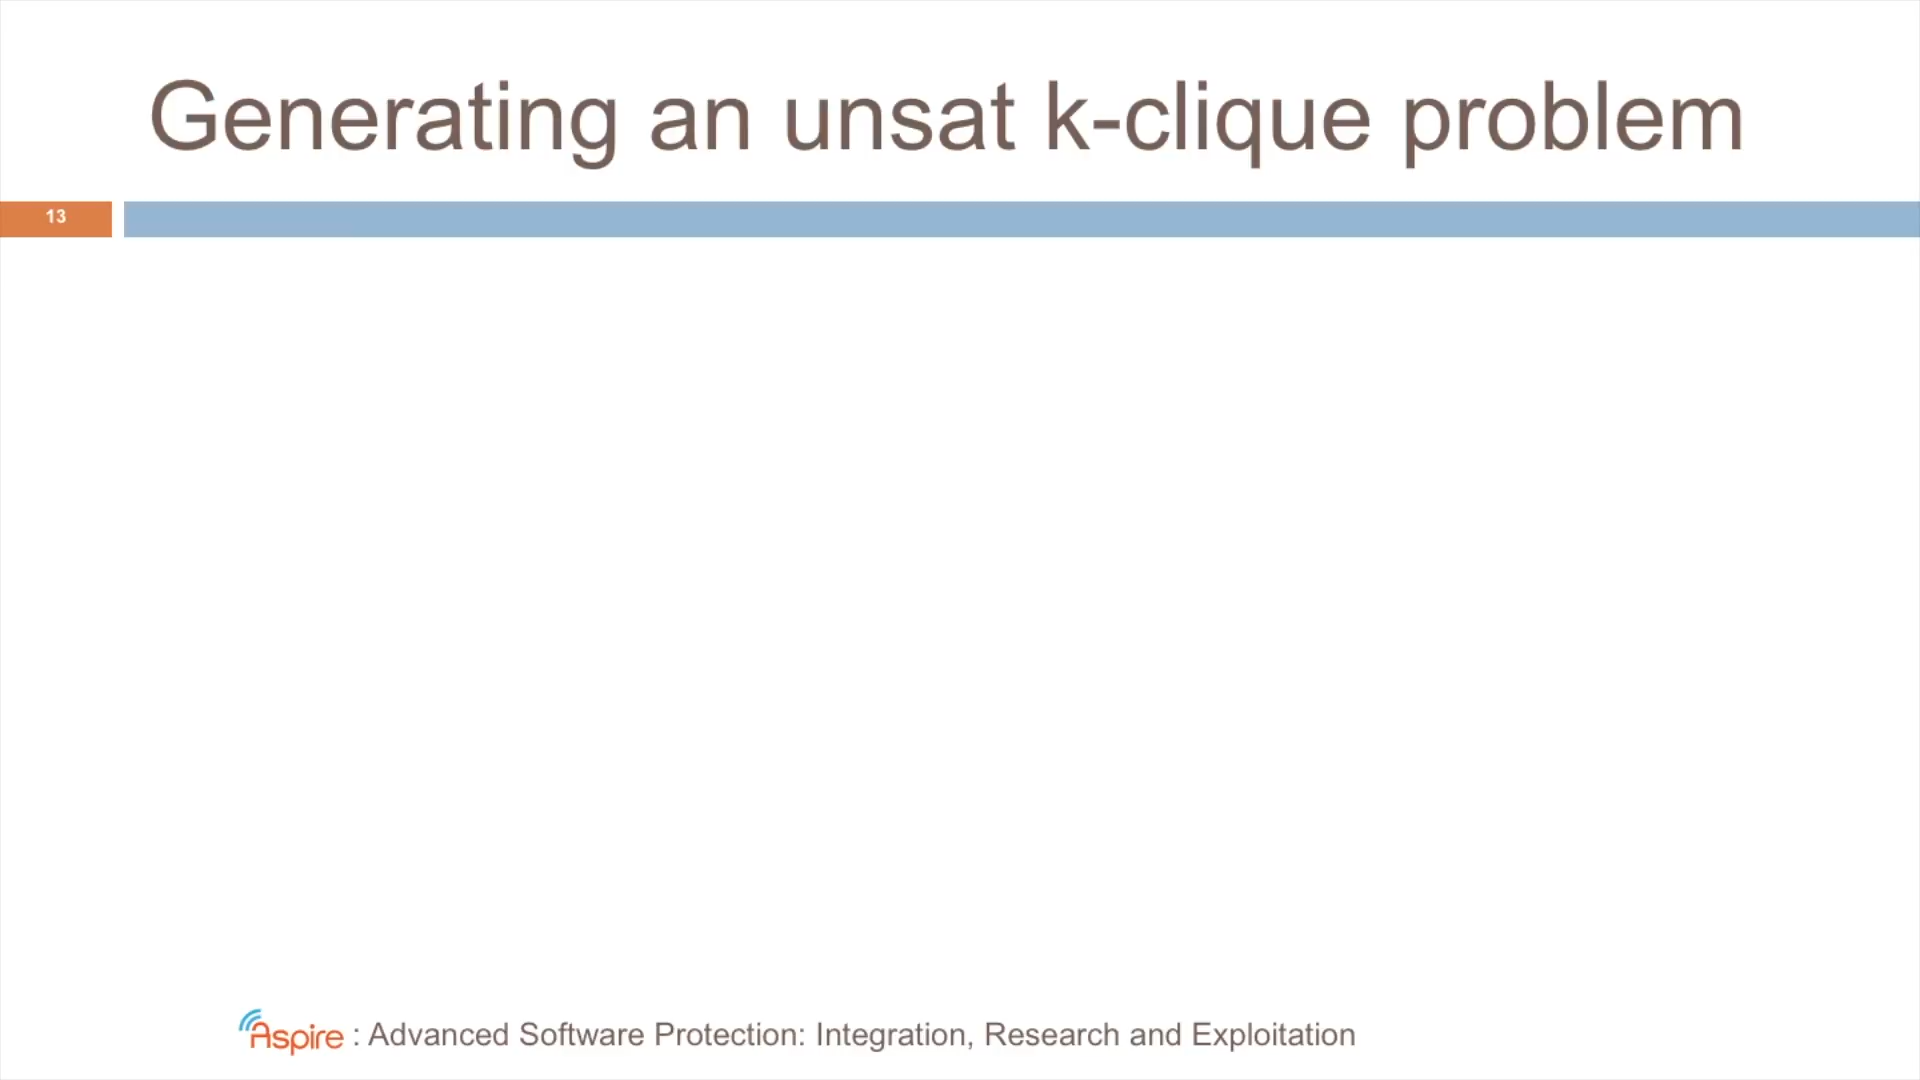 Generating an unsat k-clique problem
13
Aspire : Advanced Software Protection: Integration, Research and Exploitation